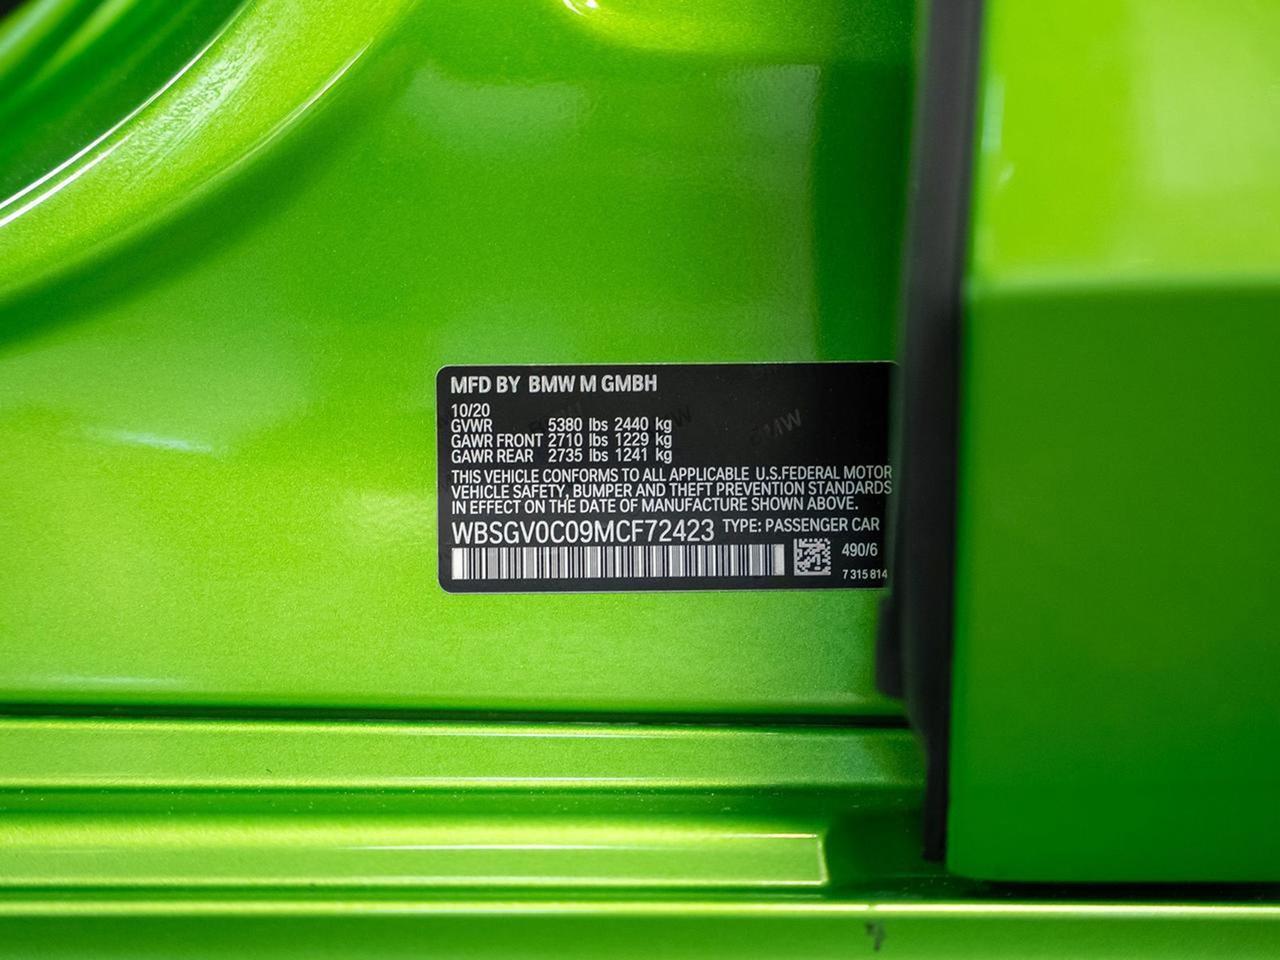 MFD BY BMW M GMBH
10/20
GVWR 5380 lbs 2440 kg
GAWR FRONT 2710 lbs 1229 kg
GAWR REAR 2735 lbs 1241 kg
THIS VEHICLE CONFORMS TO ALL APPLICABLE U.S.FEDERAL MOTOR
VEHICLE SAFETY, BUMPER AND THEFT PREVENTION STANDARDS
IN EFFECT ON THE DATE OF MANUFACTURE SHOWN ABOVE.
WBSGV0C09MCF72423 TYPE: PASSENGER CAR
490/6
7 315 814